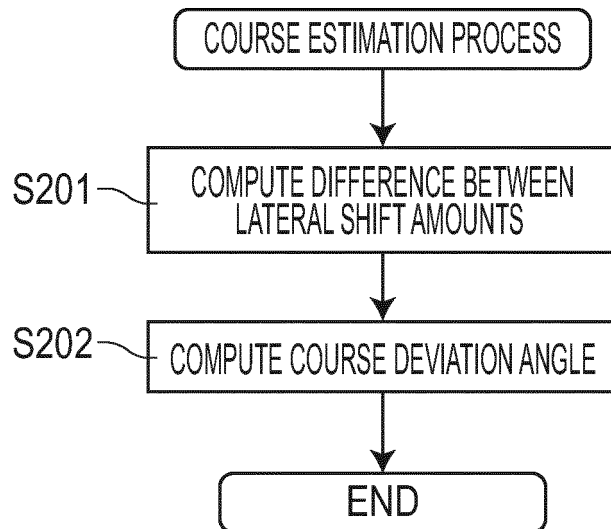 COURSE ESTIMATION PROCESS
S201
COMPUTE DIFFERENCE BETWEEN
LATERAL SHIFT AMOUNTS
S202
COMPUTE COURSE DEVIATION ANGLE
END